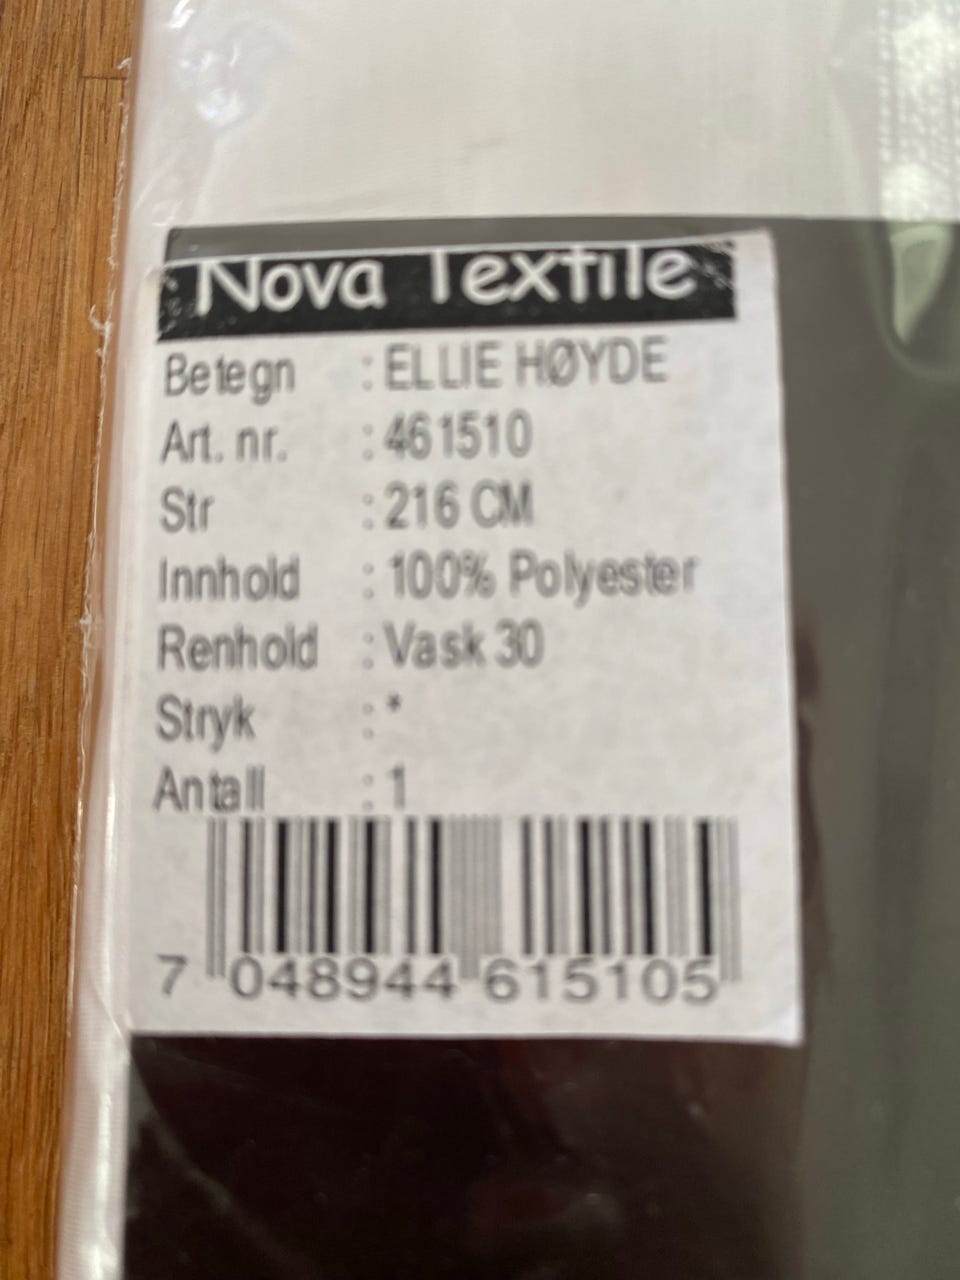 Nova Textile
Betegn : ELLIE HØYDE
Art. nr. : 461510
Str : 216 CM
Innhold : 100% Polyester
Renhold : Vask 30
Stryk : *
Antall : 1
7 048944 615105